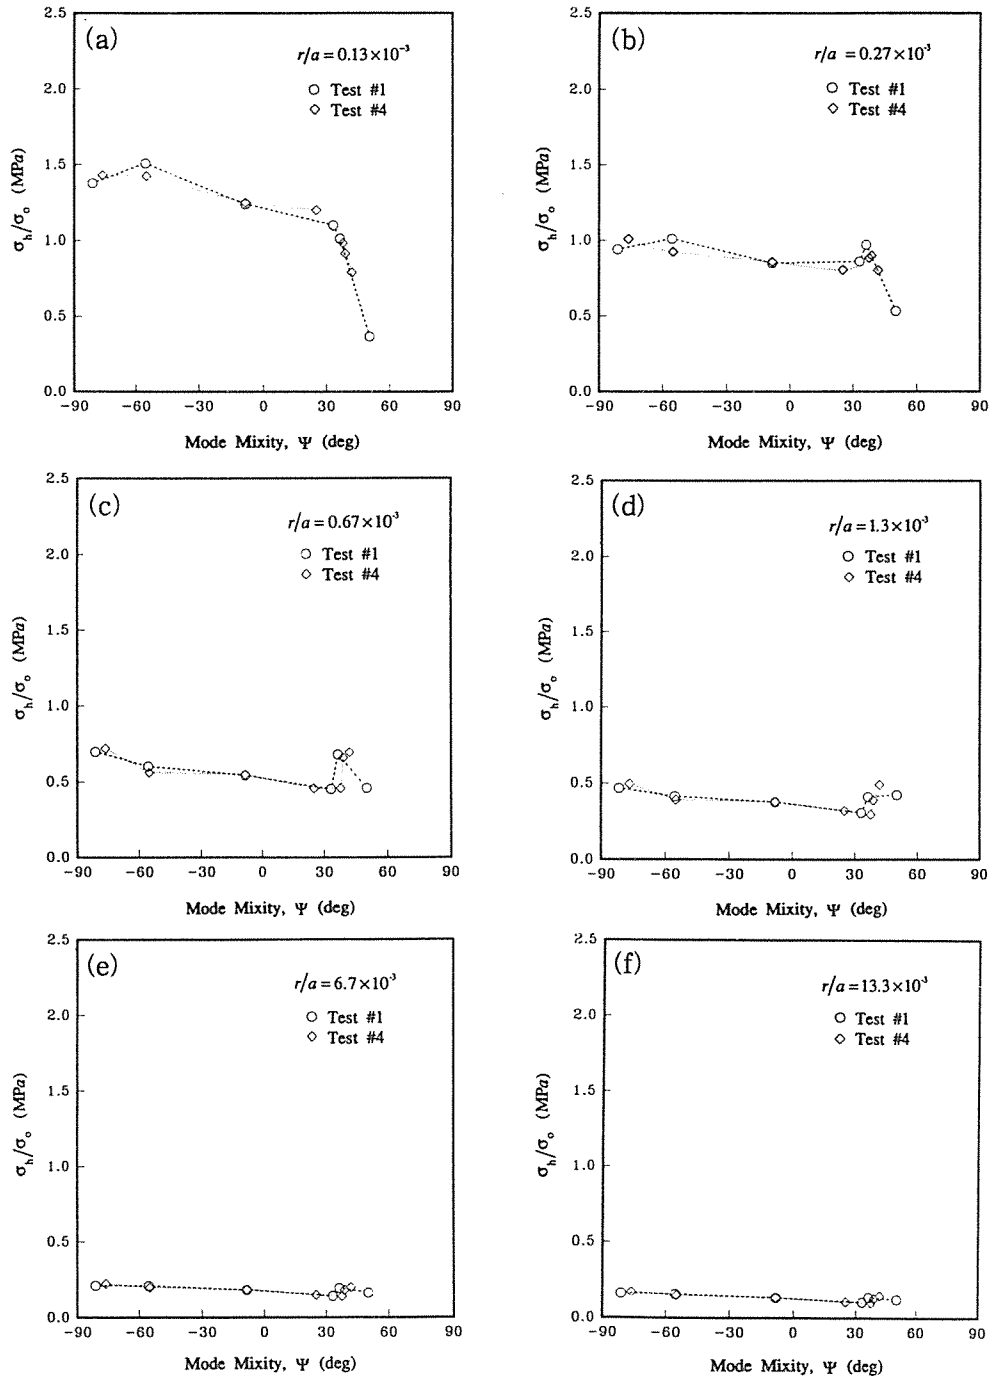 (a)
r/a = 0.13×10⁻³
Test #1
Test #4
2.5
2.0
1.5
1.0
0.5
0.0
σh/σo (MPa)
−90 −60 −30 0 30 60 90
Mode Mixity, Ψ (deg)
(b)
r/a = 0.27×10⁻³
Test #1
Test #4
2.5
2.0
1.5
1.0
0.5
0.0
σh/σo (MPa)
−90 −60 −30 0 30 60 90
Mode Mixity, Ψ (deg)
(c)
r/a = 0.67×10⁻³
Test #1
Test #4
2.5
2.0
1.5
1.0
0.5
0.0
σh/σo (MPa)
−90 −60 −30 0 30 60 90
Mode Mixity, Ψ (deg)
(d)
r/a = 1.3×10⁻³
Test #1
Test #4
2.5
2.0
1.5
1.0
0.5
0.0
σh/σo (MPa)
−90 −60 −30 0 30 60 90
Mode Mixity, Ψ (deg)
(e)
r/a = 6.7×10⁻³
Test #1
Test #4
2.5
2.0
1.5
1.0
0.5
0.0
σh/σo (MPa)
−90 −60 −30 0 30 60 90
Mode Mixity, Ψ (deg)
(f)
r/a = 13.3×10⁻³
Test #1
Test #4
2.5
2.0
1.5
1.0
0.5
0.0
σh/σo (MPa)
−90 −60 −30 0 30 60 90
Mode Mixity, Ψ (deg)